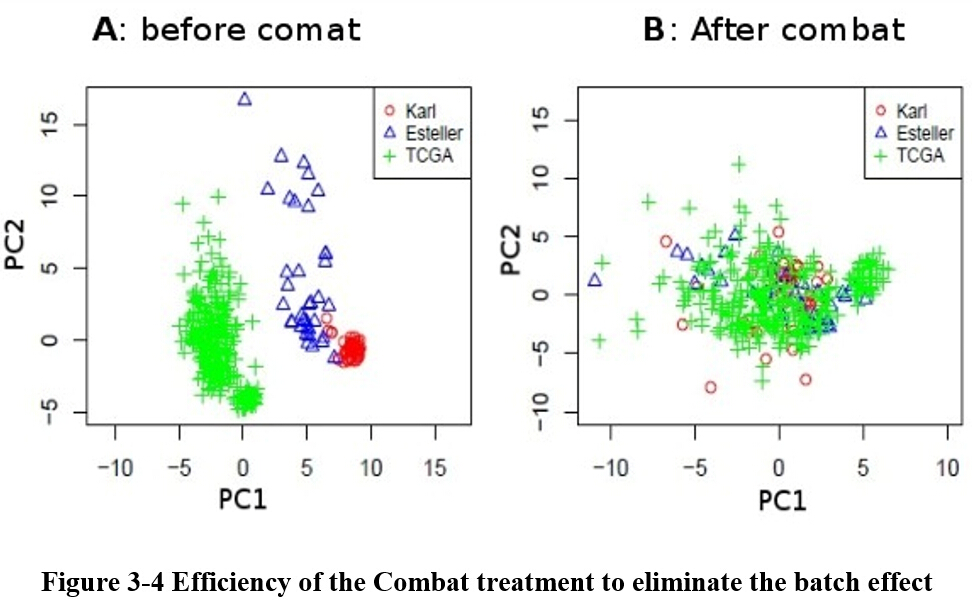 A: before comat
B: After combat
Karl
Esteller
TCGA
PC2
15
10
5
0
−5
−10
−5
0
5
10
15
PC1
Karl
Esteller
TCGA
PC2
15
10
5
0
−5
−10
−10
−5
0
5
10
PC1
Figure 3-4 Efficiency of the Combat treatment to eliminate the batch effect